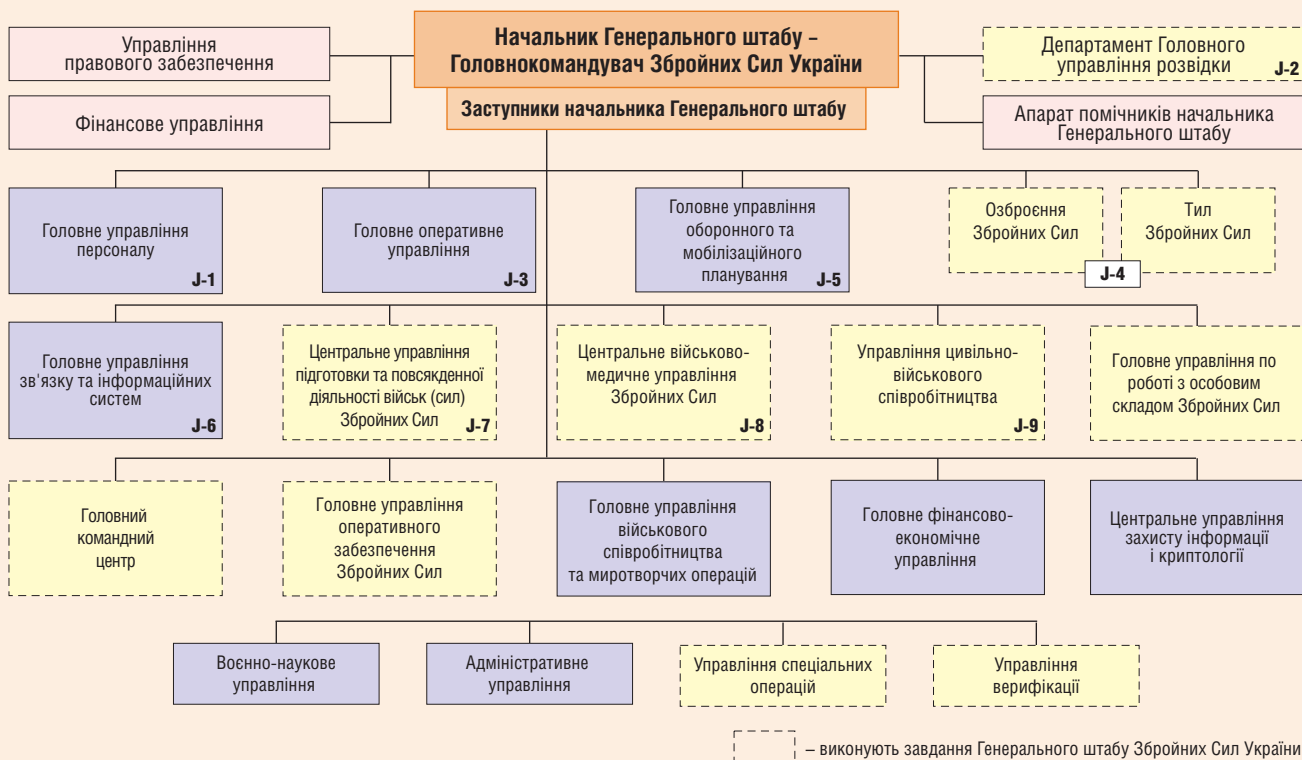 Управління
правового забезпечення
Фінансове управління
Начальник Генерального штабу –
Головнокомандувач Збройних Сил України
Заступники начальника Генерального штабу
Департамент Головного
управління розвідки
J-2
Апарат помічників начальника
Генерального штабу
Головне управління
персоналу
J-1
Головне оперативне
управління
J-3
Головне управління
оборонного та
мобілізаційного
планування
J-5
Озброєння
Збройних Сил
Тил
Збройних Сил
J-4
Головне управління
зв'язку та інформаційних
систем
J-6
Центральне управління
підготовки та повсякденної
діяльності військ (сил)
Збройних Сил
J-7
Центральне військово-
медичне управління
Збройних Сил
J-8
Управління цивільно-
військового
співробітництва
J-9
Головне управління по
роботі з особовим
складом Збройних Сил
Головний
командний
центр
Головне управління
оперативного
забезпечення
Збройних Сил
Головне управління
військового
співробітництва
та миротворчих операцій
Головне фінансово-
економічне
управління
Центральне управління
захисту інформації
і криптології
Воєнно-наукове
управління
Адміністративне
управління
Управління спеціальних
операцій
Управління
верифікації
– виконують завдання Генерального штабу Збройних Сил України